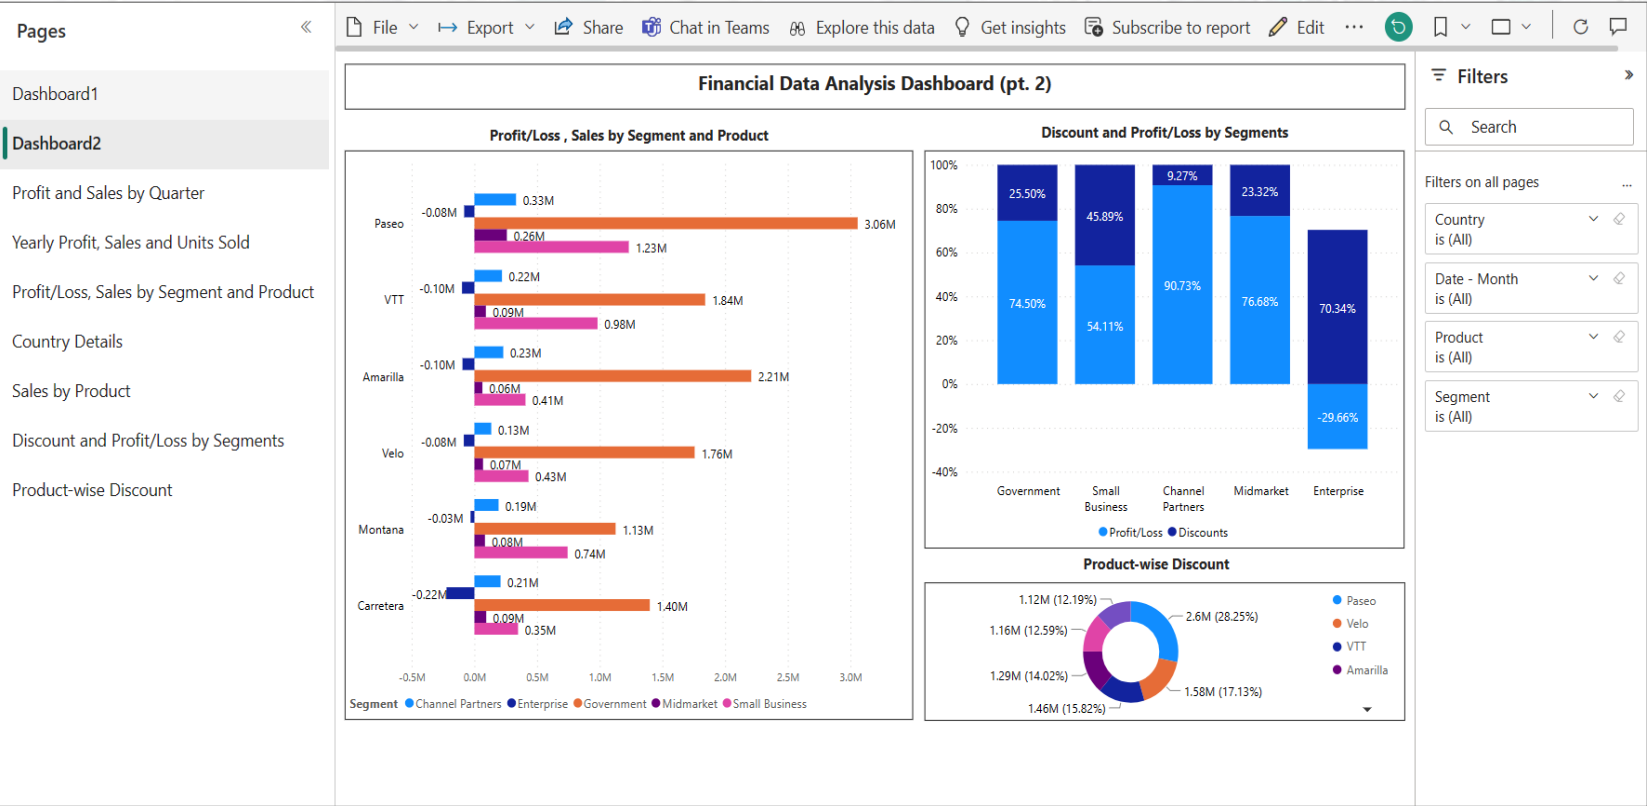 Pages
Dashboard1
Dashboard2
Profit and Sales by Quarter
Yearly Profit, Sales and Units Sold
Profit/Loss, Sales by Segment and Product
Country Details
Sales by Product
Discount and Profit/Loss by Segments
Product-wise Discount
File Export Share Chat in Teams Explore this data Get insights Subscribe to report Edit ...
Financial Data Analysis Dashboard (pt. 2)
Profit/Loss , Sales by Segment and Product
Paseo
0.33M
-0.08M
3.06M
0.26M
1.23M
VTT
0.22M
-0.10M
1.84M
0.09M
0.98M
Amarilla
0.23M
-0.10M
2.21M
0.06M
0.41M
Velo
0.13M
-0.08M
1.76M
0.07M
0.43M
Montana
0.19M
-0.03M
1.13M
0.08M
0.74M
Carretera
0.21M
-0.22M
1.40M
0.09M
0.35M
-0.5M 0.0M 0.5M 1.0M 1.5M 2.0M 2.5M 3.0M
Segment Channel Partners Enterprise Government Midmarket Small Business
Discount and Profit/Loss by Segments
100%
80%
60%
40%
20%
0%
-20%
-40%
25.50% 45.89% 9.27% 23.32% 70.34%
74.50% 54.11% 90.73% 76.68% -29.66%
Government Small Business Channel Partners Midmarket Enterprise
Profit/Loss Discounts
Product-wise Discount
1.12M (12.19%)
2.6M (28.25%)
1.16M (12.59%)
1.29M (14.02%)
1.58M (17.13%)
1.46M (15.82%)
Paseo
Velo
VTT
Amarilla
Filters
Search
Filters on all pages ...
Country
is (All)
Date - Month
is (All)
Product
is (All)
Segment
is (All)